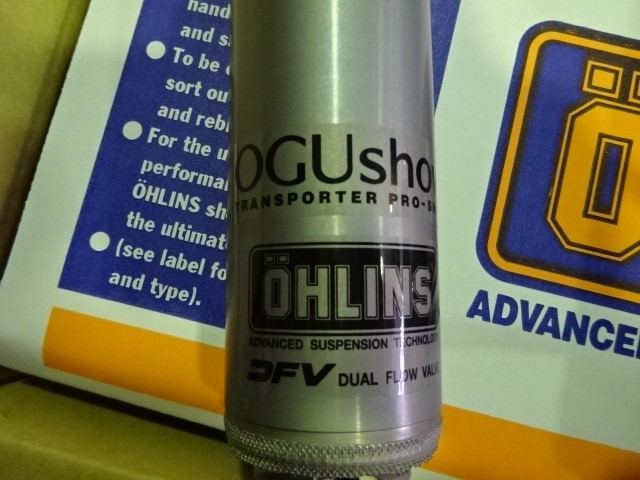 hand
and s
To be
sort ou
and reb
For the u
performa
ÖHLINS sh
the ultimat
(see label fo
and type).
OGUsho
TRANSPORTER PRO-S
ÖHLINS
ADVANCED SUSPENSION TECHNOLOG
DFV DUAL FLOW VALV
Ö
ADVANCE